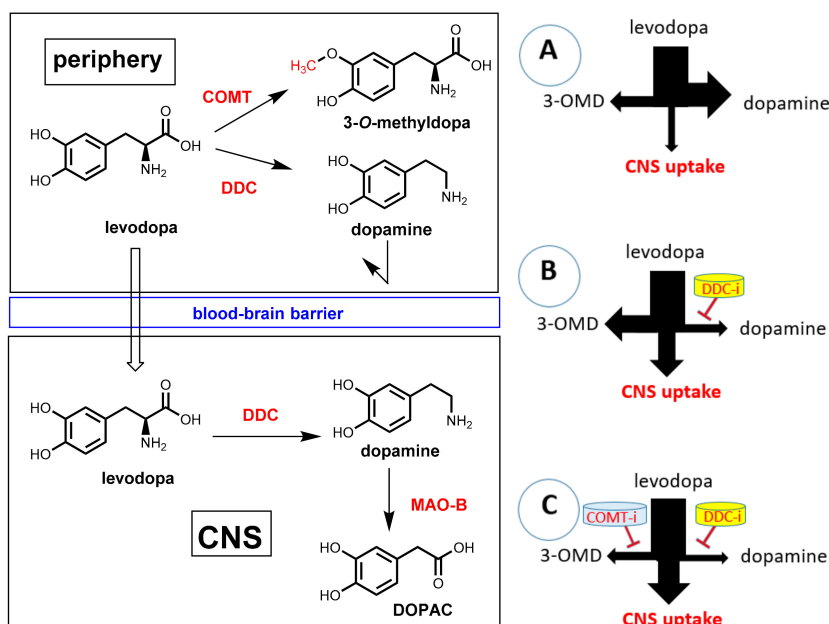 periphery
H₃C
O
O
OH
HO
NH₂
COMT
3-O-methyldopa
HO
HO
O
OH
NH₂
levodopa
DDC
HO
HO
NH₂
dopamine
blood-brain barrier
HO
HO
O
OH
NH₂
levodopa
DDC
HO
HO
NH₂
dopamine
MAO-B
CNS
HO
HO
OH
O
DOPAC
A
levodopa
3-OMD
dopamine
CNS uptake
B
levodopa
DDC-i
3-OMD
dopamine
CNS uptake
C
levodopa
COMT-i
DDC-i
3-OMD
dopamine
CNS uptake